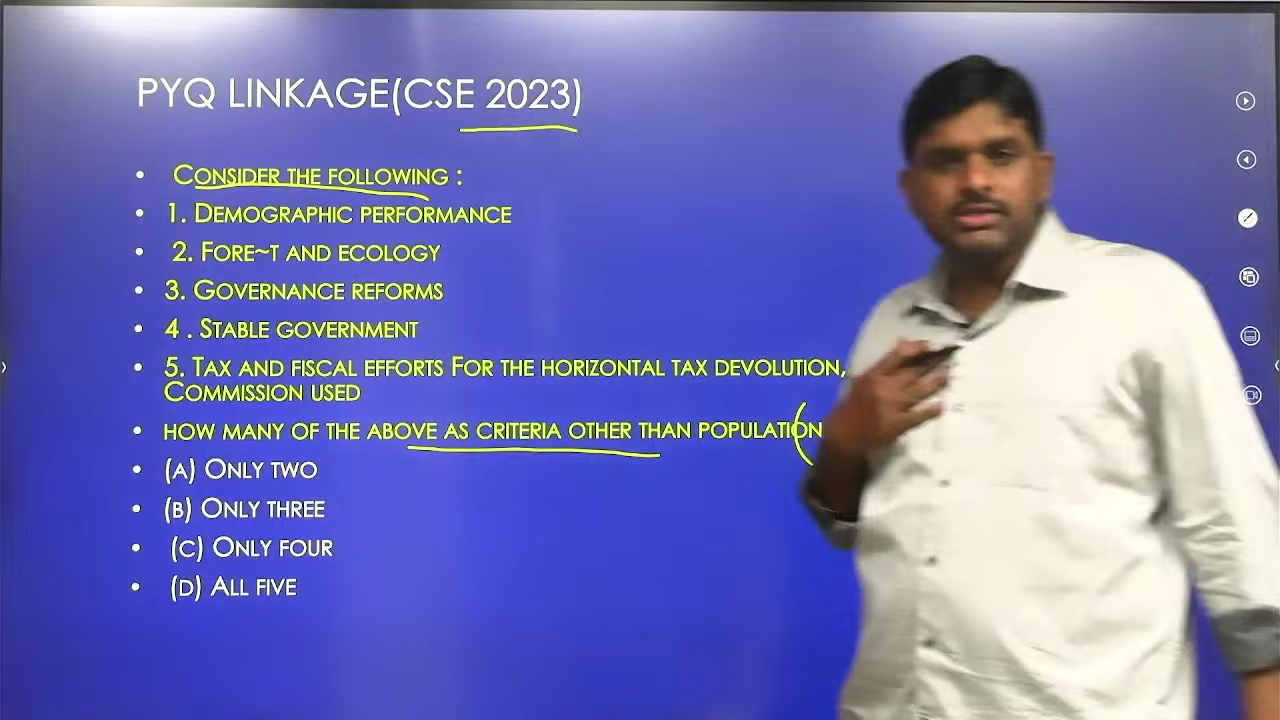 PYQ LINKAGE(CSE 2023)
• CONSIDER THE FOLLOWING :
• 1. DEMOGRAPHIC PERFORMANCE
• 2. FORE~T AND ECOLOGY
• 3. GOVERNANCE REFORMS
• 4 . STABLE GOVERNMENT
• 5. TAX AND FISCAL EFFORTS FOR THE HORIZONTAL TAX DEVOLUTION,
COMMISSION USED
• HOW MANY OF THE ABOVE AS CRITERIA OTHER THAN POPULATION
• (A) ONLY TWO
• (B) ONLY THREE
• (C) ONLY FOUR
• (D) ALL FIVE